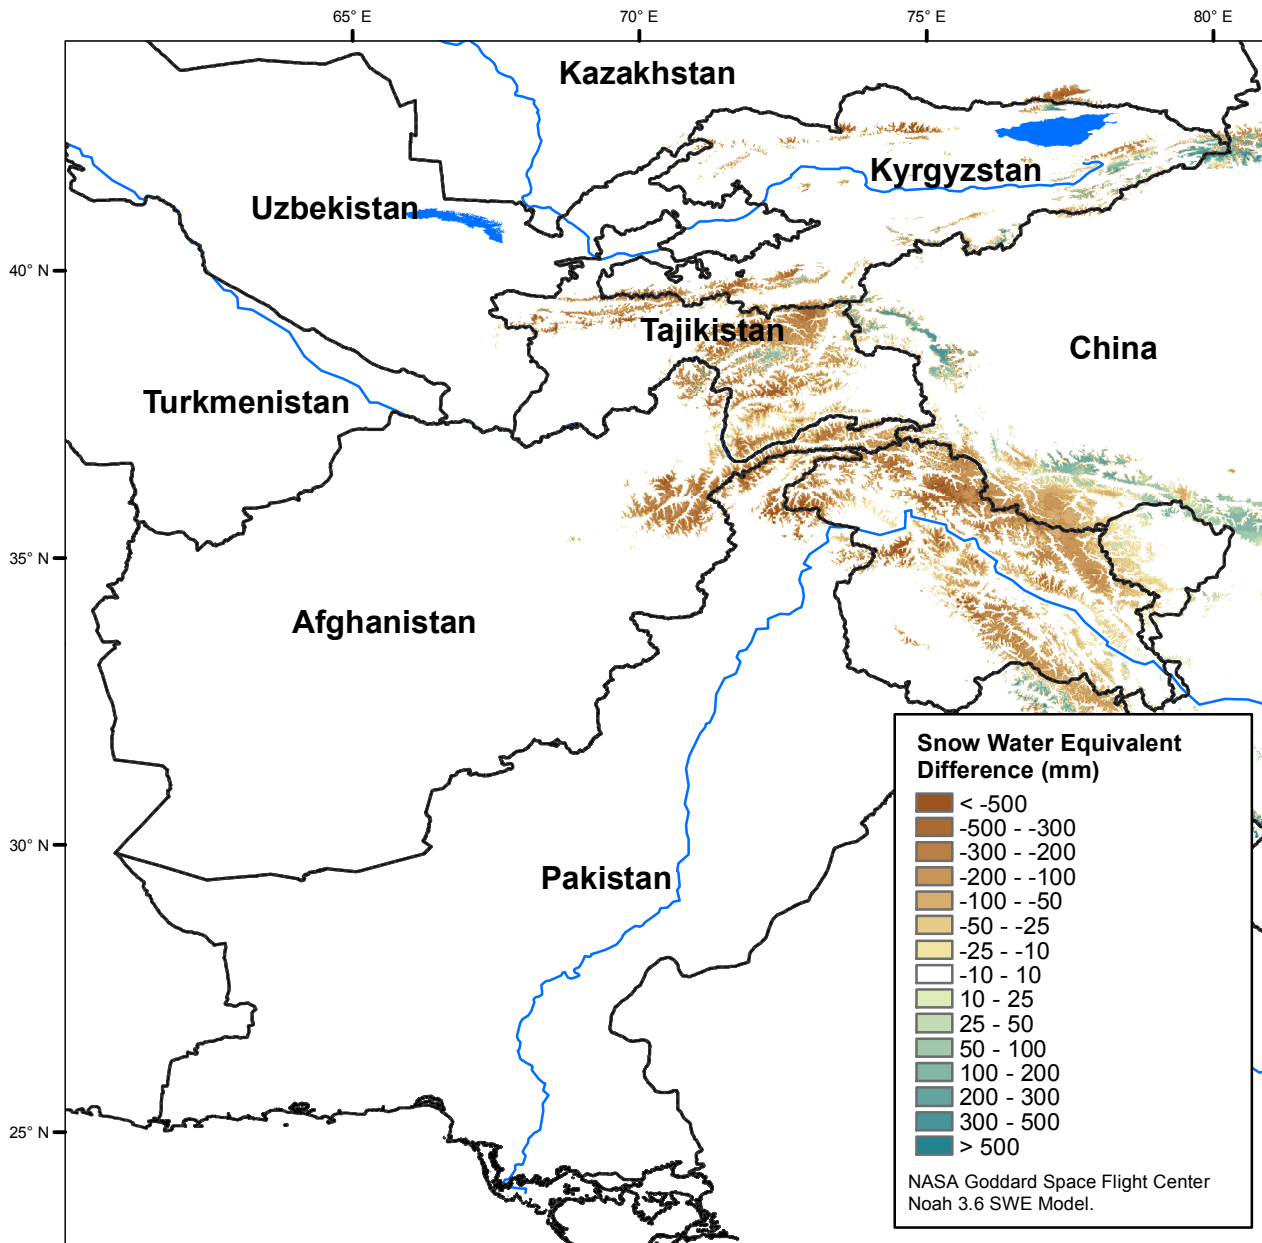 65° E
70° E
75° E
80° E
Kazakhstan
Kyrgyzstan
Uzbekistan
40° N
Tajikistan
China
Turkmenistan
35° N
Afghanistan
30° N
Pakistan
25° N
Snow Water Equivalent
Difference (mm)
< -500
-500 - -300
-300 - -200
-200 - -100
-100 - -50
-50 - -25
-25 - -10
-10 - 10
10 - 25
25 - 50
50 - 100
100 - 200
200 - 300
300 - 500
> 500
NASA Goddard Space Flight Center
Noah 3.6 SWE Model.